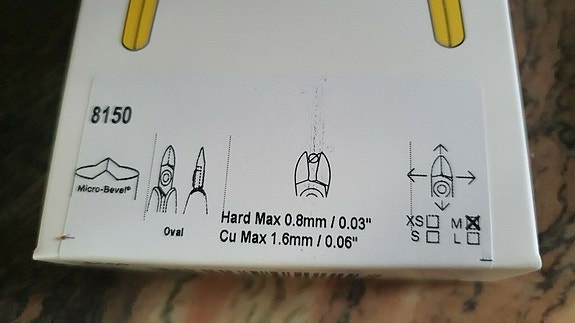 8150
Micro-Bevel®
Oval
Hard Max 0.8mm / 0.03"
Cu Max 1.6mm / 0.06"
XS M
S L